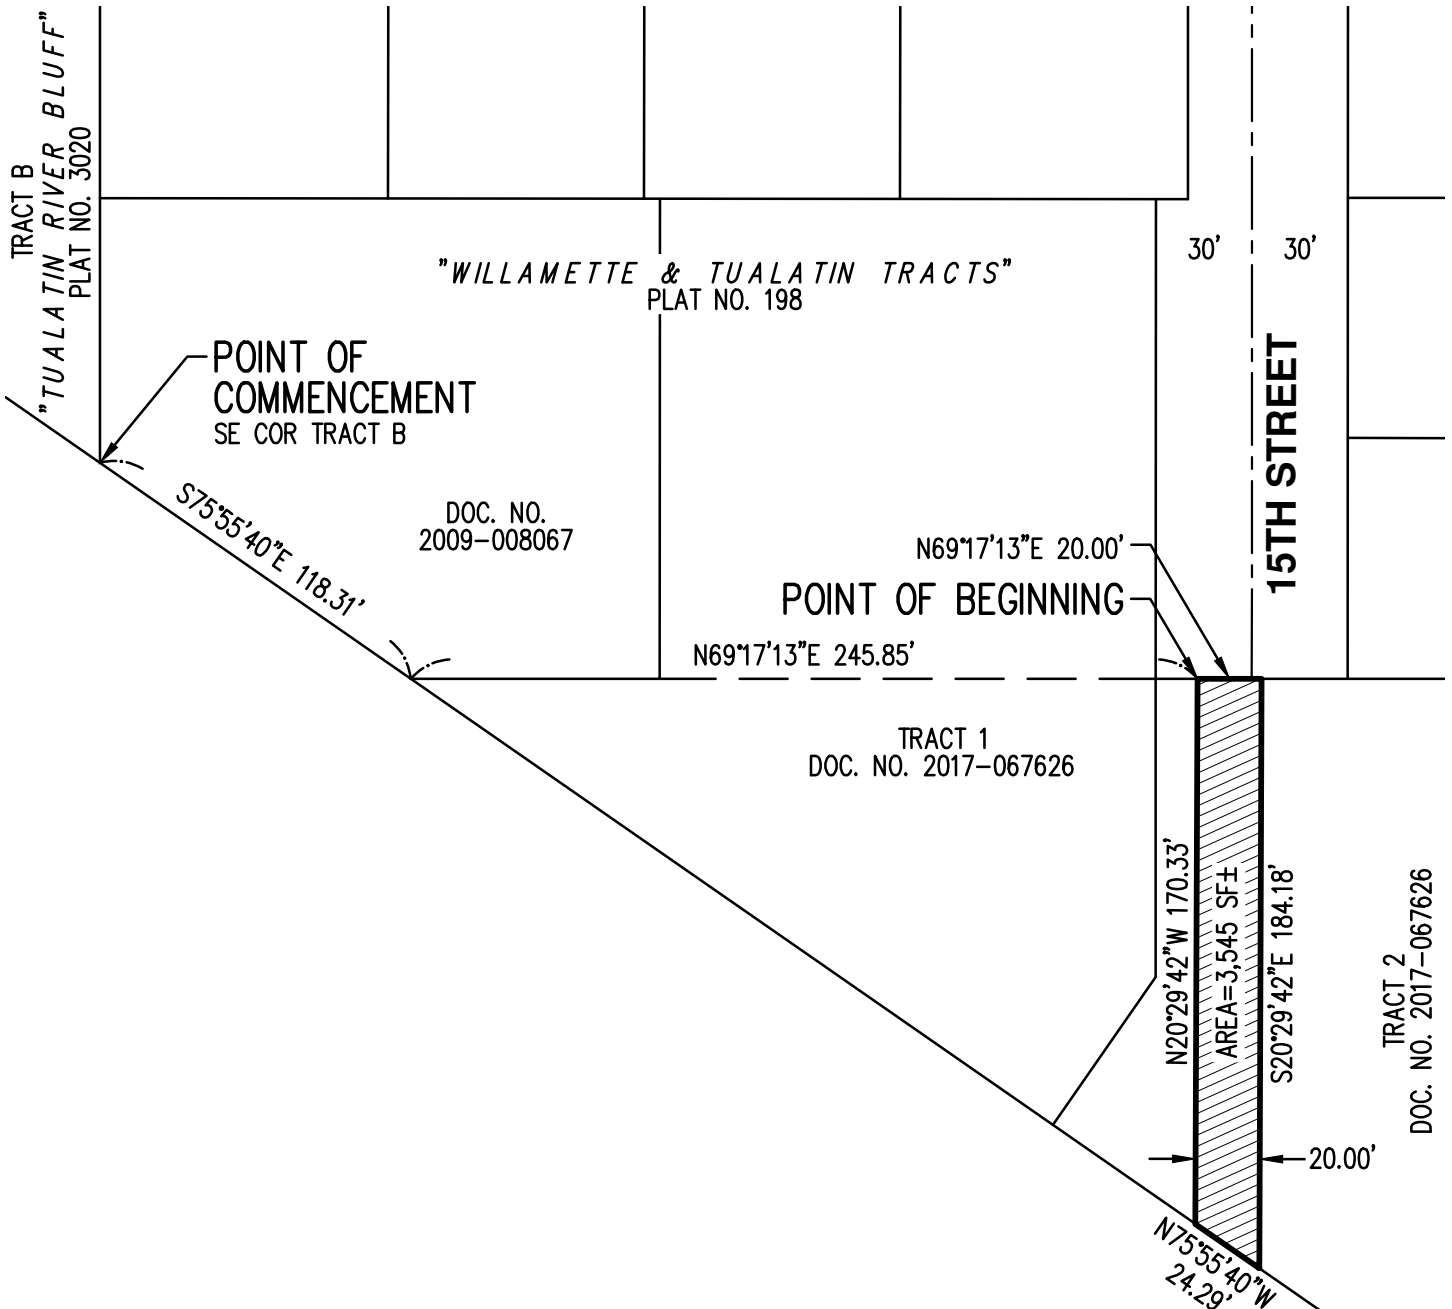 TRACT B
"TUALATIN RIVER BLUFF"
PLAT NO. 3020
"WILLAMETTE & TUALATIN TRACTS"
PLAT NO. 198
30'
30'
POINT OF
COMMENCEMENT
SE COR TRACT B
15TH STREET
S75°55'40"E 118.31'
DOC. NO.
2009-008067
N69°17'13"E 20.00'
POINT OF BEGINNING
N69°17'13"E 245.85'
TRACT 1
DOC. NO. 2017-067626
N20°29'42"W 170.33'
AREA=3,545 SF±
S20°29'42"E 184.18'
TRACT 2
DOC. NO. 2017-067626
20.00'
N75°55'40"W
24.29'